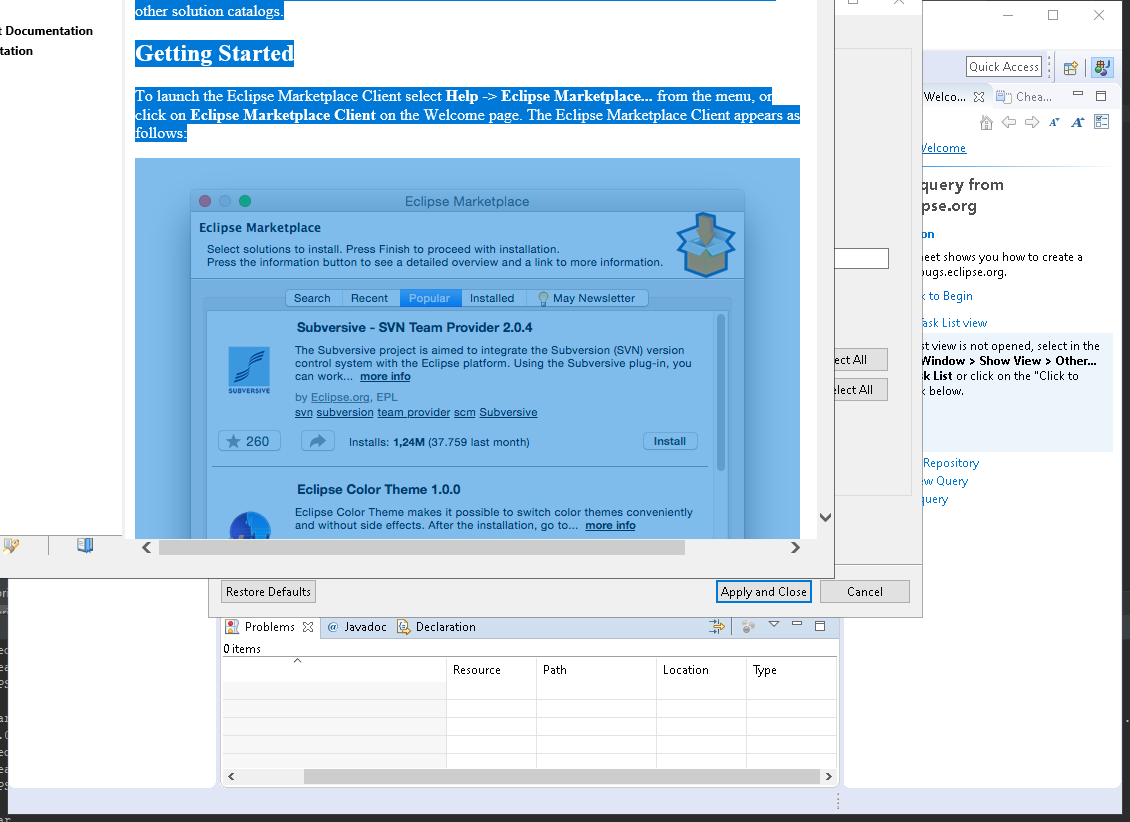 other solution catalogs.
t Documentation
tation
Getting Started
To launch the Eclipse Marketplace Client select Help -> Eclipse Marketplace... from the menu, or
click on Eclipse Marketplace Client on the Welcome page. The Eclipse Marketplace Client appears as
follows:
Eclipse Marketplace
Eclipse Marketplace
Select solutions to install. Press Finish to proceed with installation.
Press the information button to see a detailed overview and a link to more information.
Search Recent Popular Installed May Newsletter
Subversive - SVN Team Provider 2.0.4
The Subversive project is aimed to integrate the Subversion (SVN) version
control system with the Eclipse platform. Using the Subversive plug-in, you
can work... more info
SUBVERSIVE
by Eclipse.org, EPL
svn subversion team provider scm Subversive
260 Installs: 1,24M (37.759 last month) Install
Eclipse Color Theme 1.0.0
Eclipse Color Theme makes it possible to switch color themes conveniently
and without side effects. After the installation, go to... more info
ect All
elect All
Restore Defaults Apply and Close Cancel
Quick Access
Welco... Chea...
Welcome
query from
pse.org
on
eet shows you how to create a
bugs.eclipse.org.
k to Begin
Task List view
st view is not opened, select in the
Window > Show View > Other...
sk List or click on the "Click to
k below.
Repository
ew Query
query
Problems @ Javadoc Declaration
0 items
Resource Path Location Type